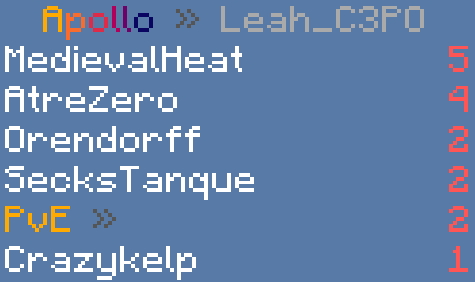 Apollo » Leah_C3PO
MedievalHeat 5
AtreZero 4
Orendorff 2
SecksTanque 2
PvE » 2
Crazykelp 1